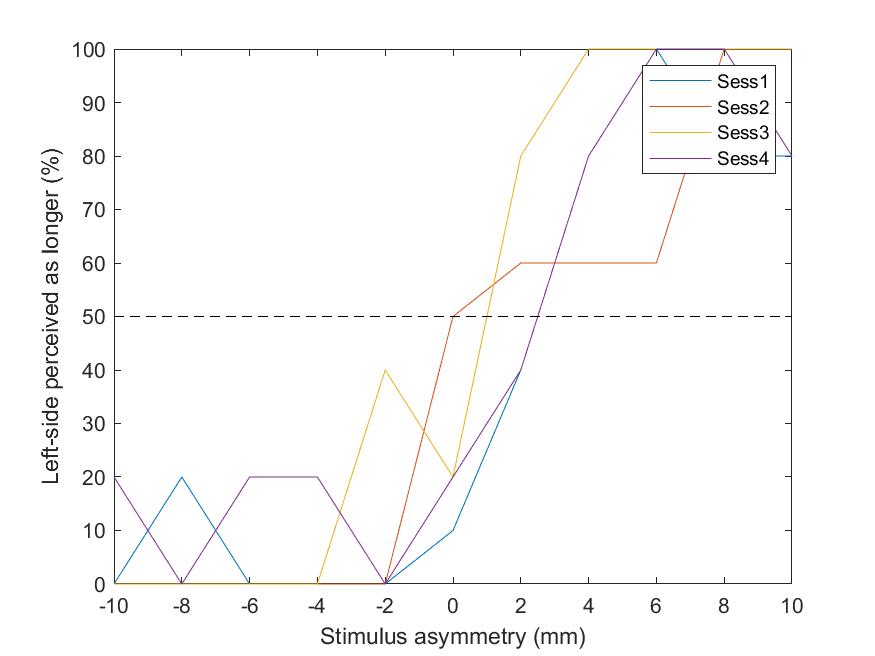 100
90
80
70
60
50
40
30
20
10
0
-10 -8 -6 -4 -2 0 2 4 6 8 10
Left-side perceived as longer (%)
Stimulus asymmetry (mm)
Sess1
Sess2
Sess3
Sess4